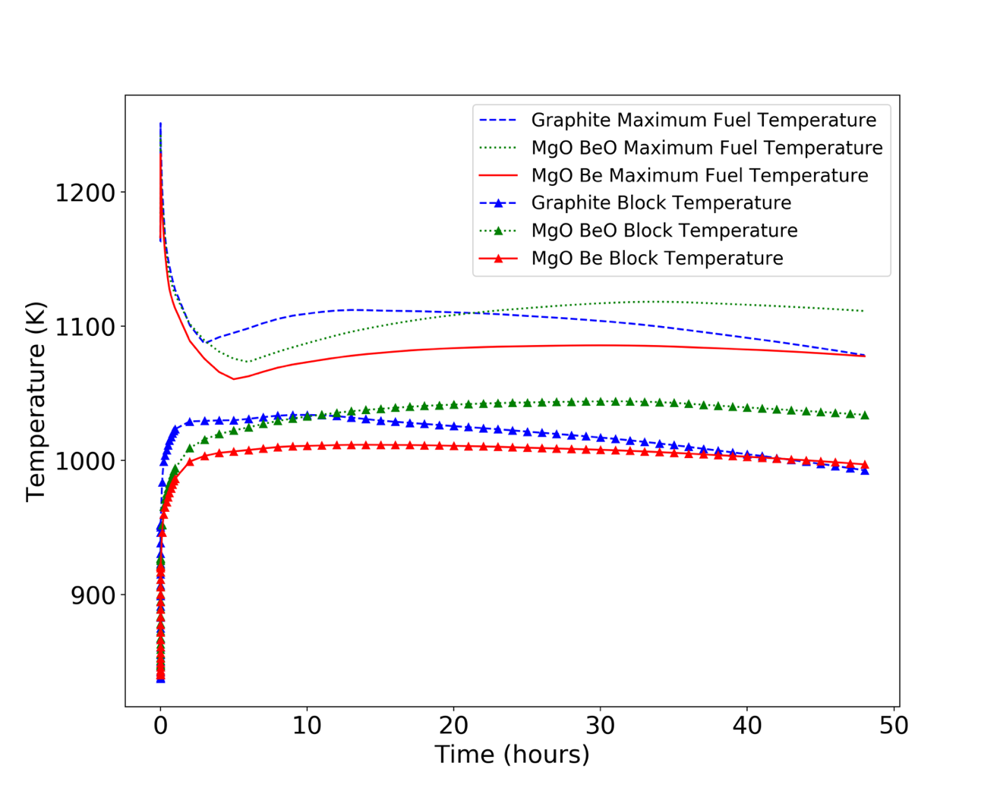 Graphite Maximum Fuel Temperature
MgO BeO Maximum Fuel Temperature
MgO Be Maximum Fuel Temperature
Graphite Block Temperature
MgO BeO Block Temperature
MgO Be Block Temperature
Temperature (K)
1200
1100
1000
900
0 10 20 30 40 50
Time (hours)